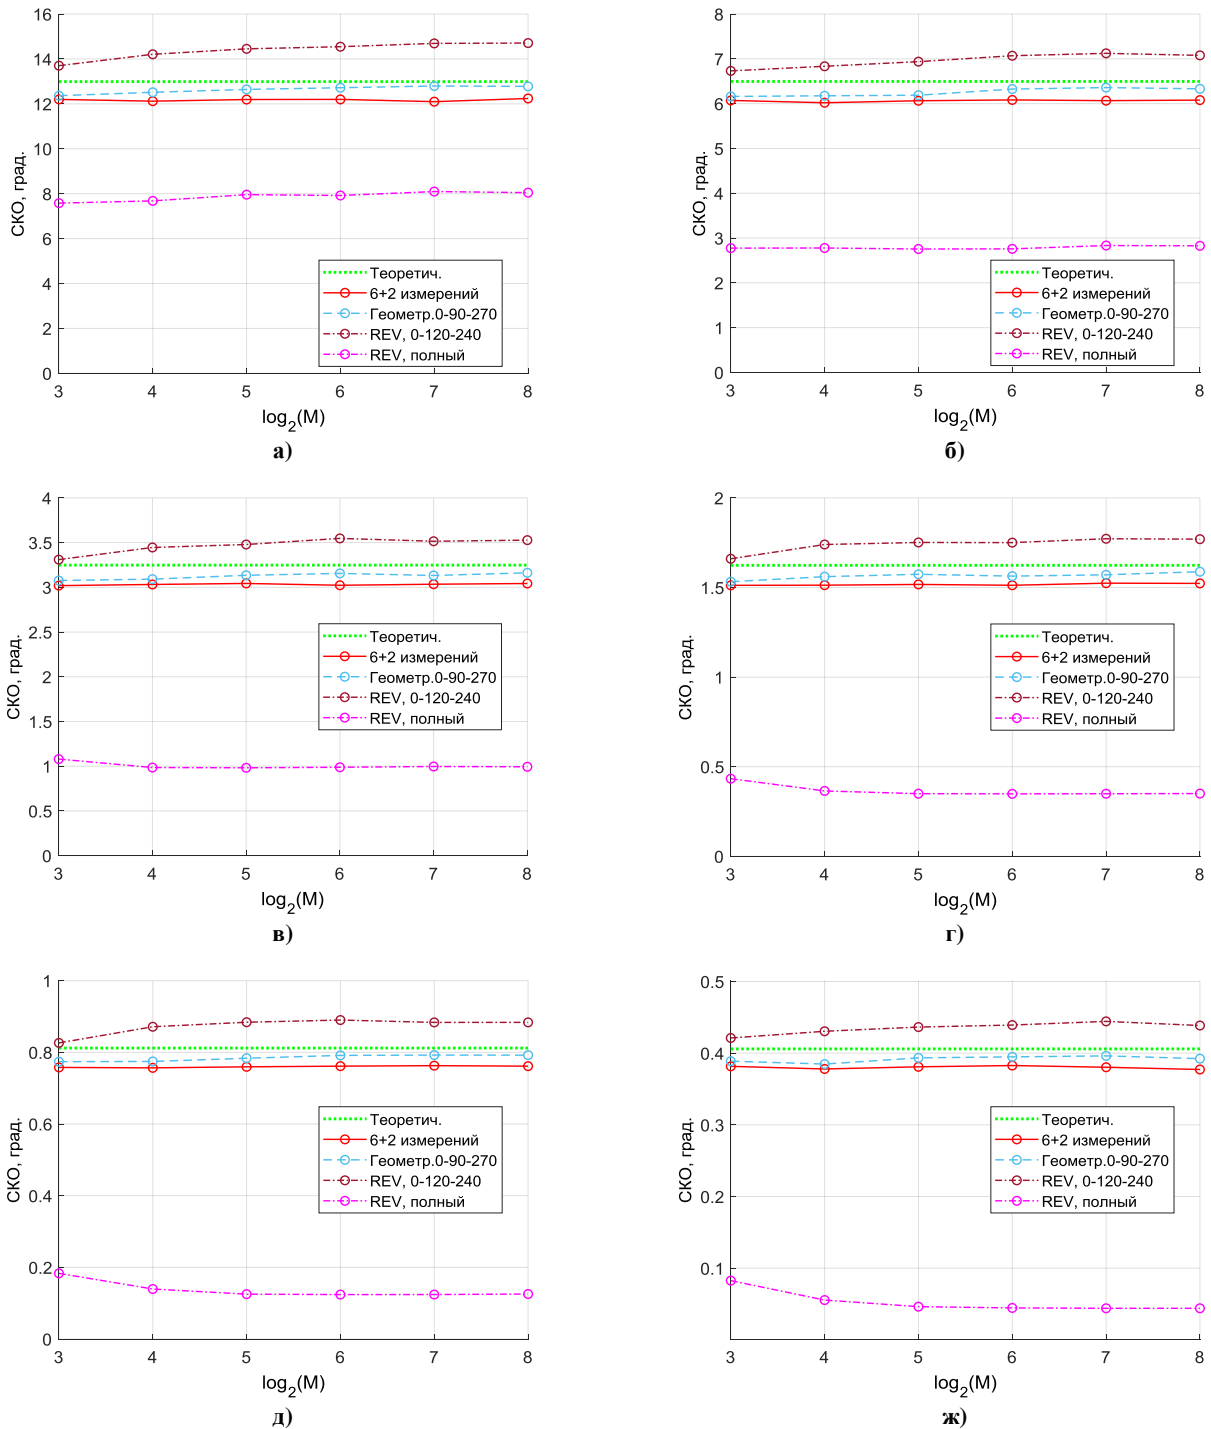 16
14
12
10
8
6
4
2
0
СКО, град.
3 4 5 6 7 8
log2(M)
Теоретич.
6+2 измерений
Геометр.0-90-270
REV, 0-120-240
REV, полный
а)
8
7
6
5
4
3
2
1
0
СКО, град.
3 4 5 6 7 8
log2(M)
Теоретич.
6+2 измерений
Геометр.0-90-270
REV, 0-120-240
REV, полный
б)
4
3.5
3
2.5
2
1.5
1
0.5
0
СКО, град.
3 4 5 6 7 8
log2(M)
Теоретич.
6+2 измерений
Геометр.0-90-270
REV, 0-120-240
REV, полный
в)
2
1.5
1
0.5
0
СКО, град.
3 4 5 6 7 8
log2(M)
Теоретич.
6+2 измерений
Геометр.0-90-270
REV, 0-120-240
REV, полный
г)
1
0.8
0.6
0.4
0.2
0
СКО, град.
3 4 5 6 7 8
log2(M)
Теоретич.
6+2 измерений
Геометр.0-90-270
REV, 0-120-240
REV, полный
д)
0.5
0.4
0.3
0.2
0.1
СКО, град.
3 4 5 6 7 8
log2(M)
Теоретич.
6+2 измерений
Геометр.0-90-270
REV, 0-120-240
REV, полный
ж)